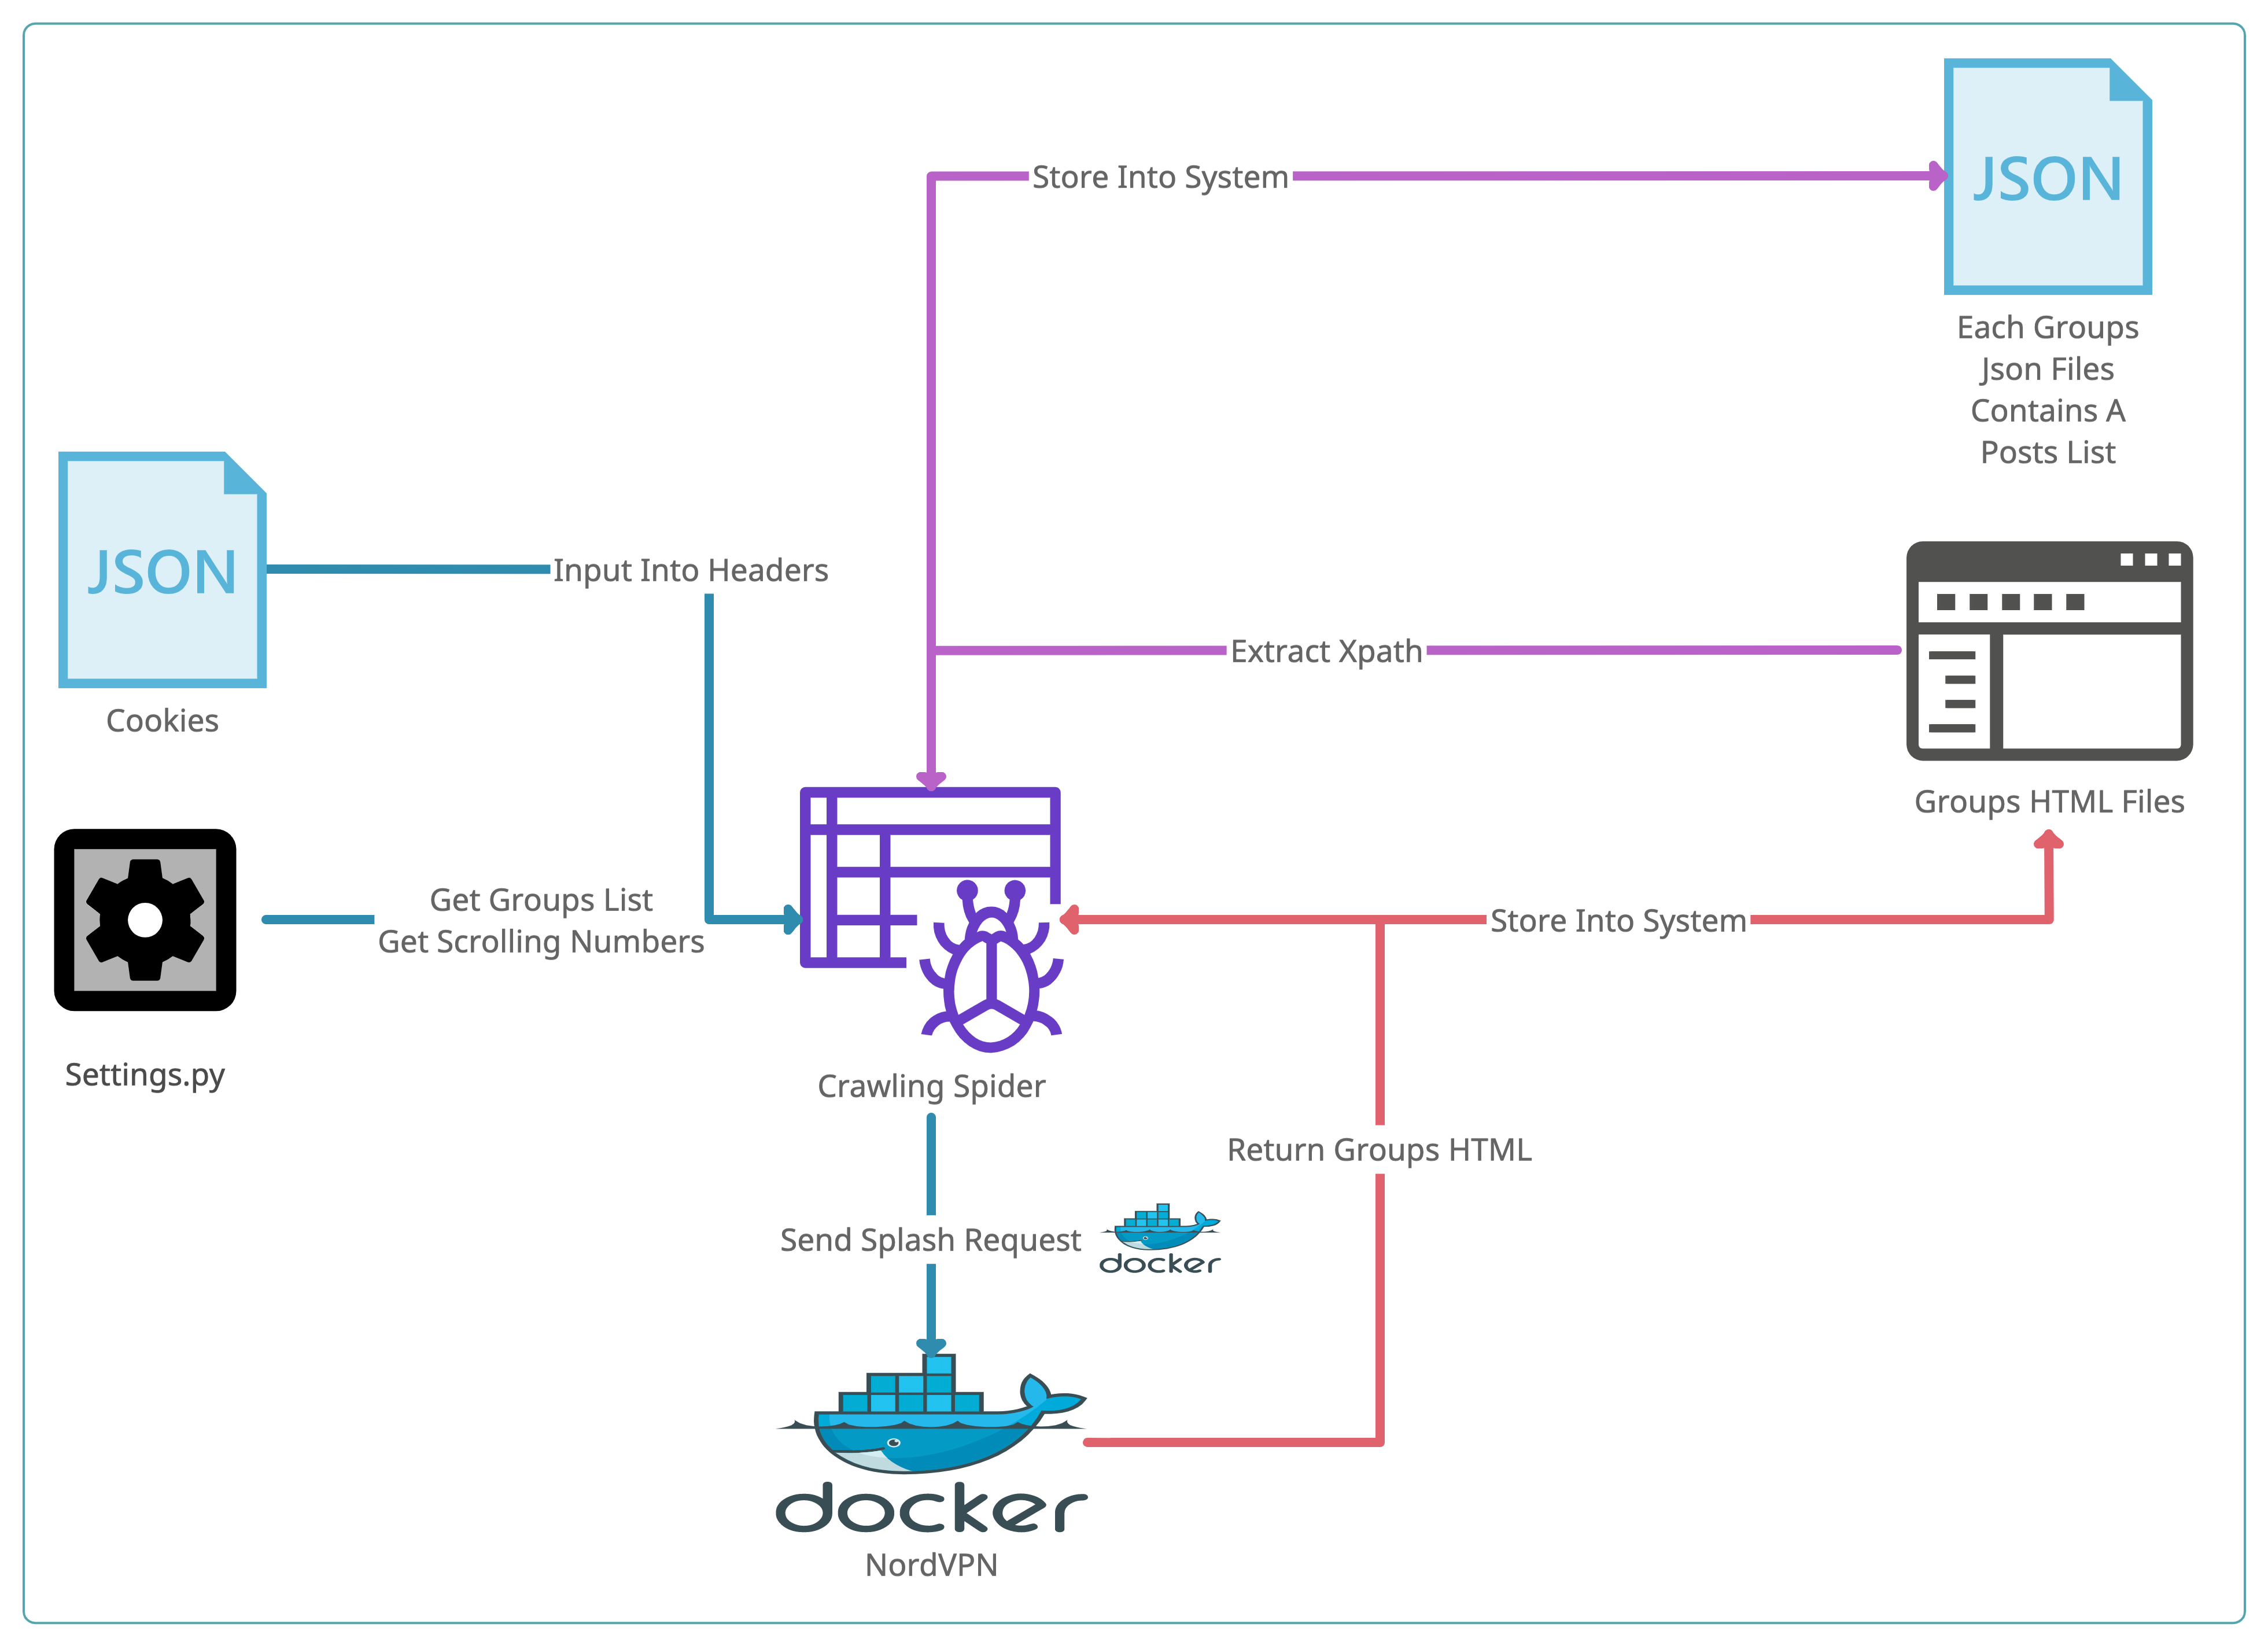 Store Into System
JSON
Each Groups
Json Files
Contains A
Posts List
JSON
Input Into Headers
Cookies
Extract Xpath
Groups HTML Files
Get Groups List
Get Scrolling Numbers
Store Into System
Settings.py
Crawling Spider
Return Groups HTML
Send Splash Request
docker
docker
NordVPN